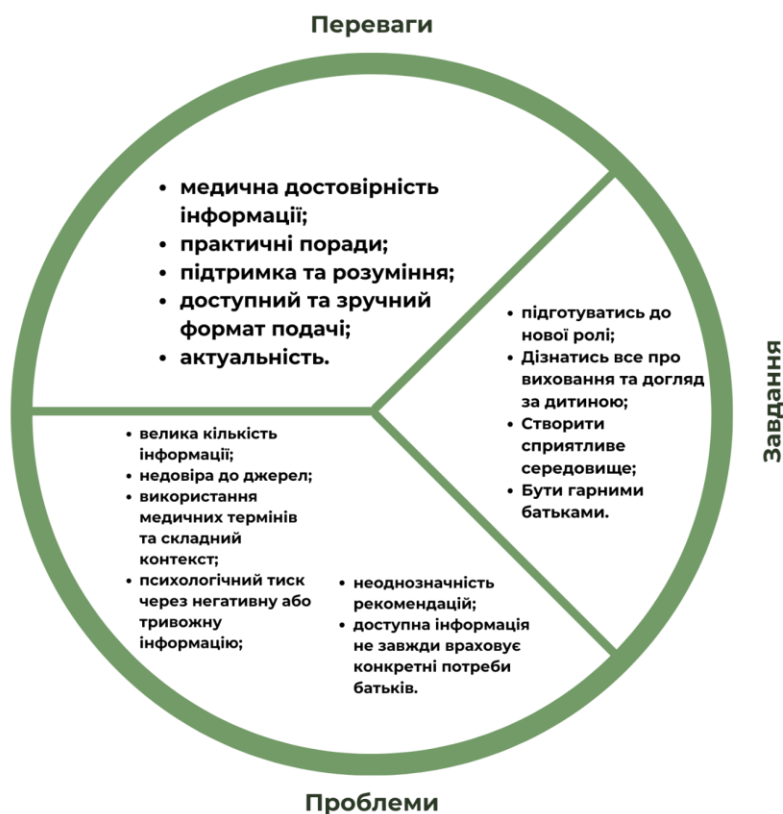 Переваги
• медична достовірність
інформації;
• практичні поради;
• підтримка та розуміння;
• доступний та зручний
формат подачі;
• актуальність.
• підготуватись до
нової ролі;
• Дізнатись все про
виховання та догляд
за дитиною;
• Створити
сприятливе
середовище;
• Бути гарними
батьками.
Завдання
• велика кількість
інформації;
• недовіра до джерел;
• використання
медичних термінів
та складний
контекст;
• психологічний тиск
через негативну або
тривожну
інформацію;
• неоднозначність
рекомендацій;
• доступна інформація
не завжди враховує
конкретні потреби
батьків.
Проблеми